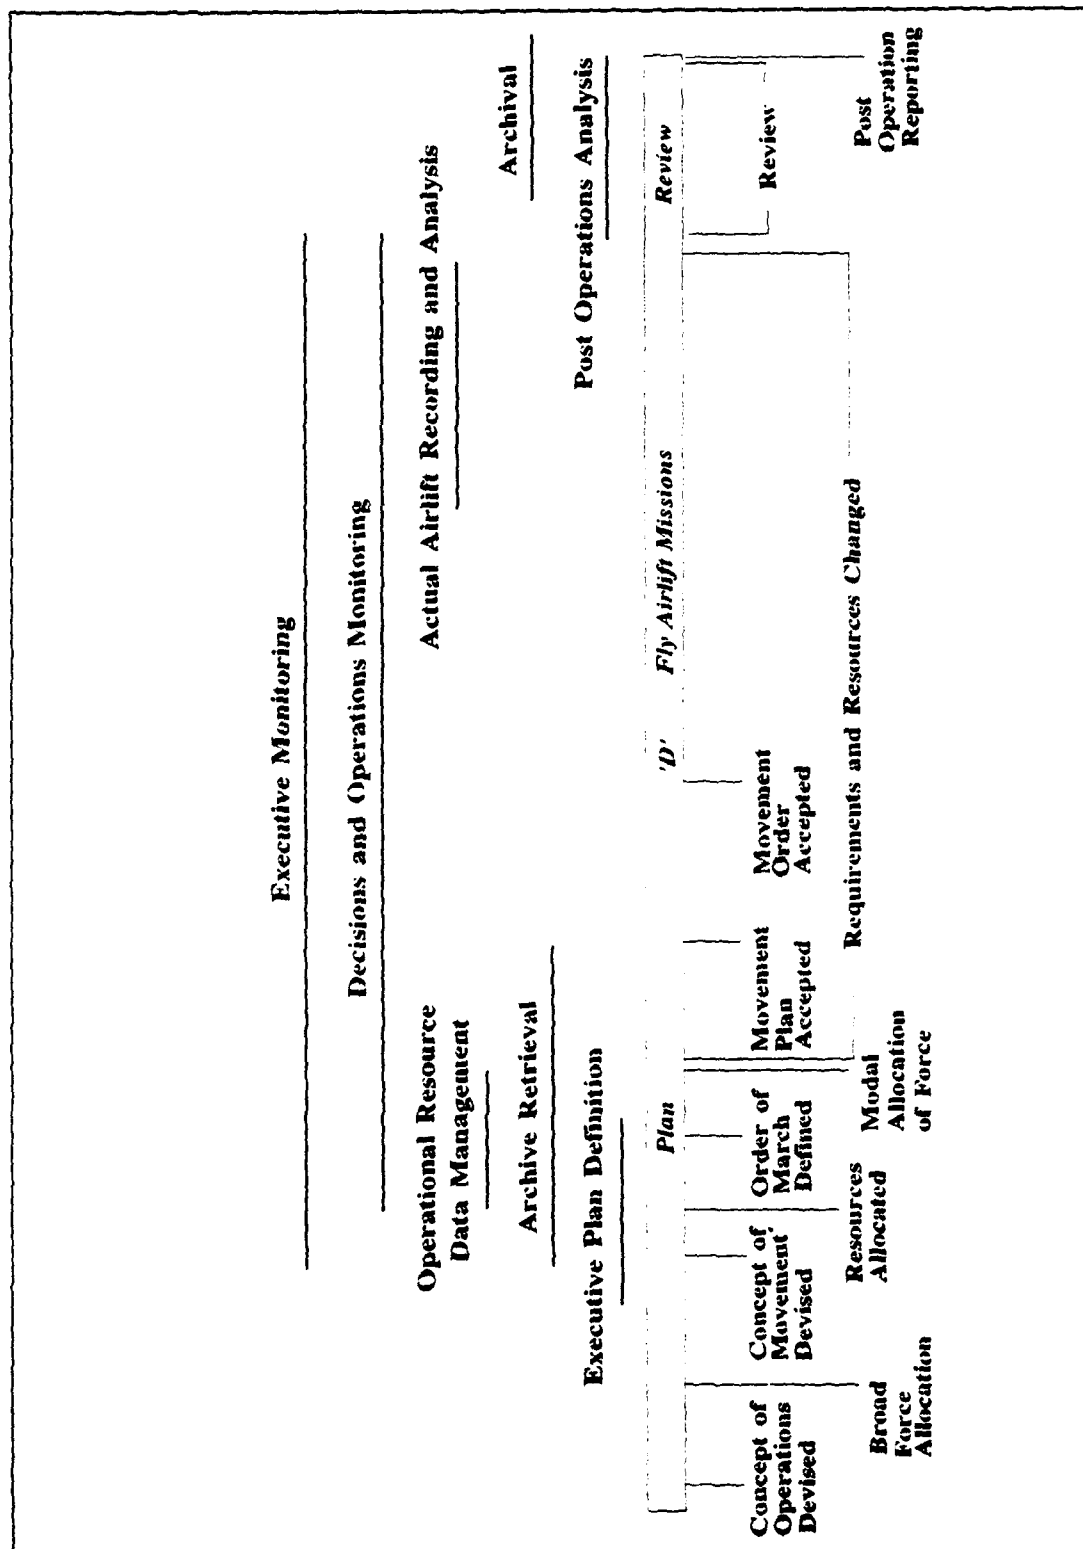 Executive Monitoring
Decisions and Operations Monitoring
Operational Resource
Data Management
Actual Airlift Recording and Analysis
Archive Retrieval
Archival
Executive Plan Definition
Post Operations Analysis
Plan
'D'
Fly Airlift Missions
Review
Concept of
Operations
Devised
Concept of
Movement
Devised
Order of
March
Defined
Movement
Plan
Accepted
Movement
Order
Accepted
Review
Broad
Force
Allocation
Resources
Allocated
Modal
Allocation
of Force
Requirements and Resources Changed
Post
Operation
Reporting